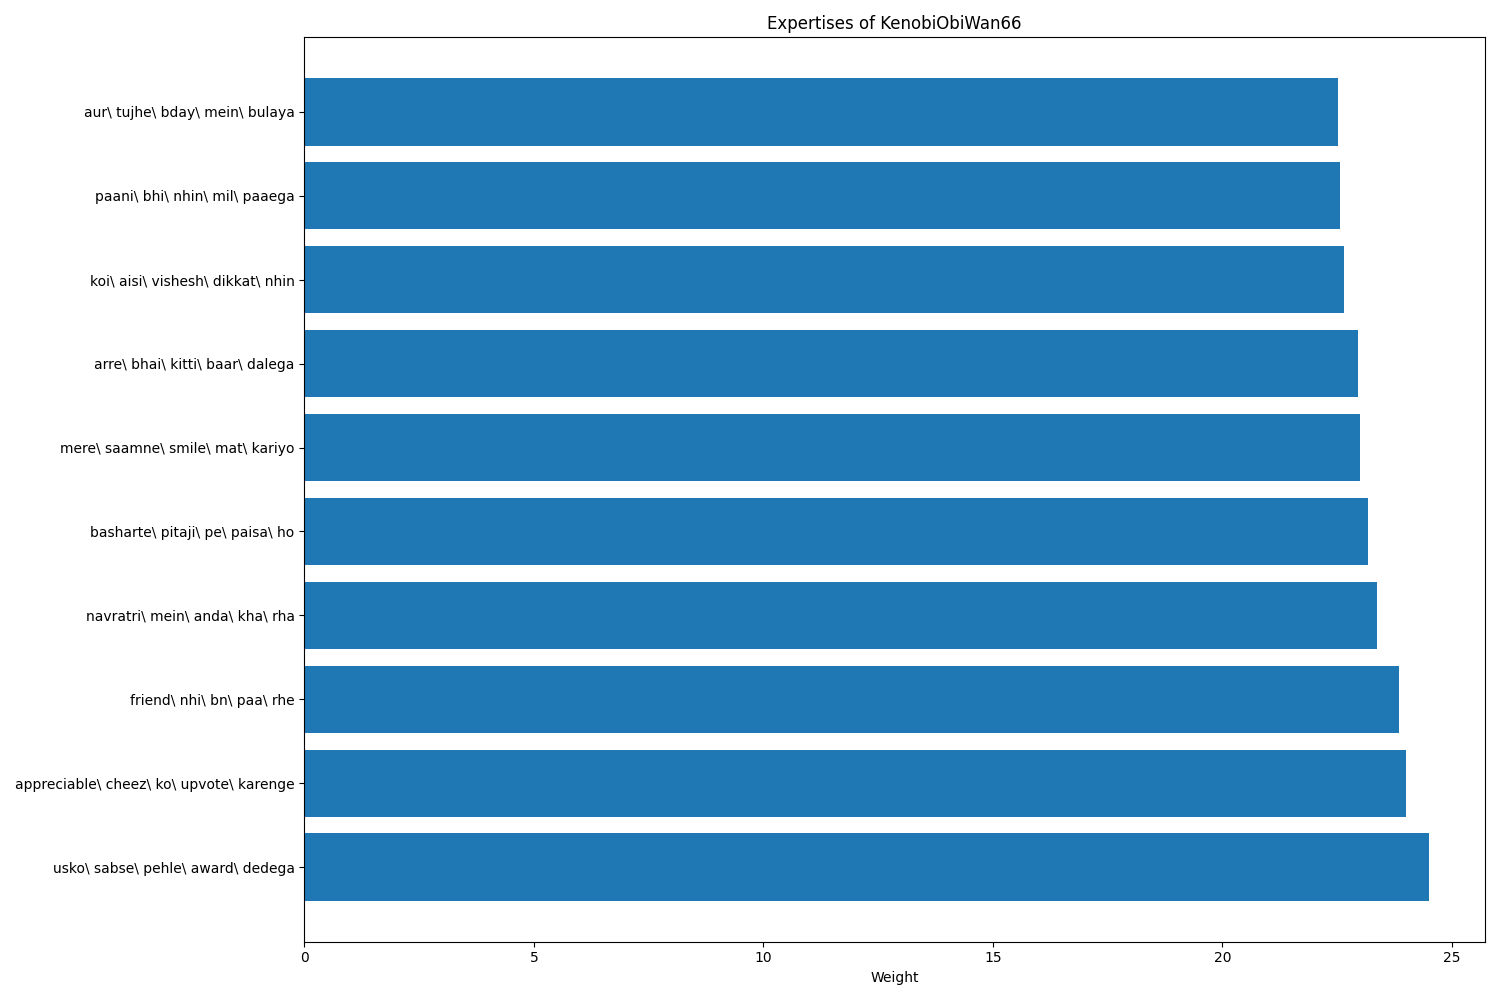 Expertises of KenobiObiWan66
aur\ tujhe\ bday\ mein\ bulaya
paani\ bhi\ nhin\ mil\ paaega
koi\ aisi\ vishesh\ dikkat\ nhin
arre\ bhai\ kitti\ baar\ dalega
mere\ saamne\ smile\ mat\ kariyo
basharte\ pitaji\ pe\ paisa\ ho
navratri\ mein\ anda\ kha\ rha
friend\ nhi\ bn\ paa\ rhe
appreciable\ cheez\ ko\ upvote\ karenge
usko\ sabse\ pehle\ award\ dedega
0 5 10 15 20 25
Weight